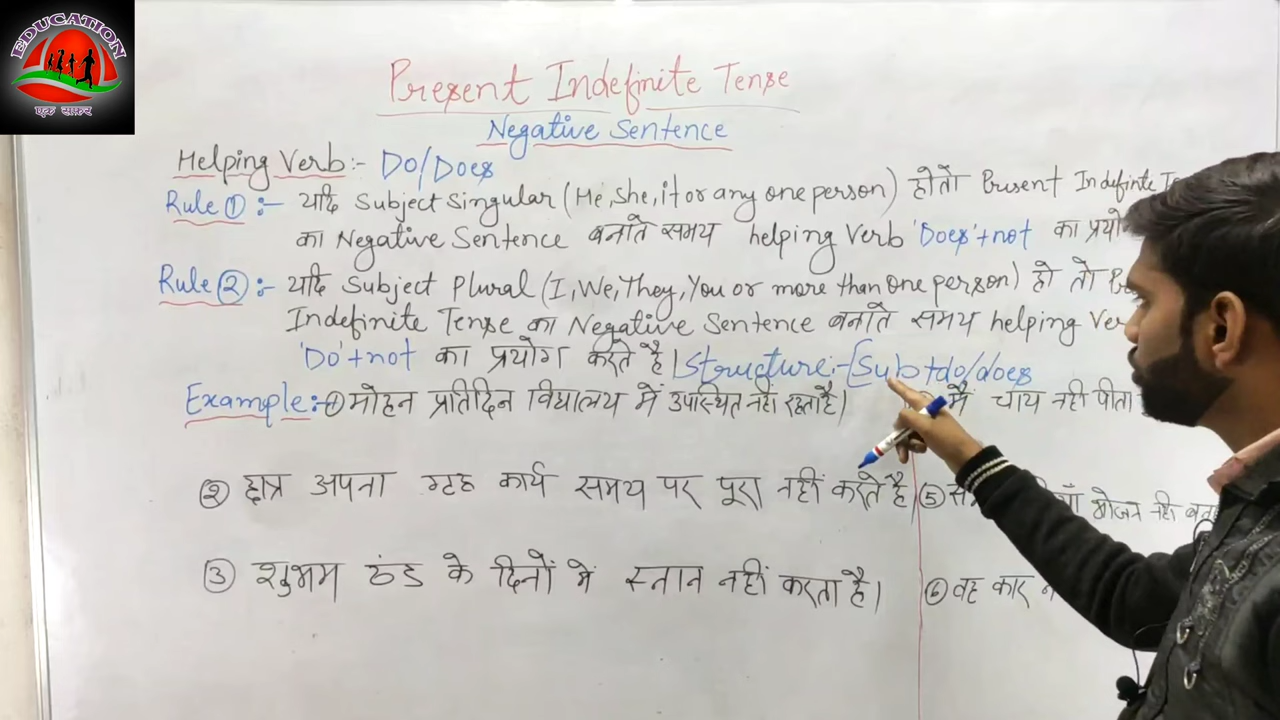 EDUCATION
एक सफ़र
Present Indefinite Tense
Negative Sentence
Helping Verb:- Do/Does
Rule ① :- यदि Subject Singular (He, She, it or any one person) हो तो Present Indefinite
का Negative Sentence बनाते समय helping Verb 'Does'+not का
Rule ② :- यदि Subject Plural (I, We, They, You or more than one person) हो तो
Indefinite Tense का Negative Sentence बनाते समय helping
'Do'+not का प्रयोग करते है। Structure:-[Sub+do/does
Example:- ① मोहन प्रतिदिन विद्यालय में उपस्थित नहीं रहता है। मैं चाय नही पीता
② छात्र अपना ग्रह कार्य समय पर पूरा नहीं करते है। ⑤ भोजन नही
③ शुभम ठंड के दिनों में स्नान नहीं करता है। ⑥ वह कार